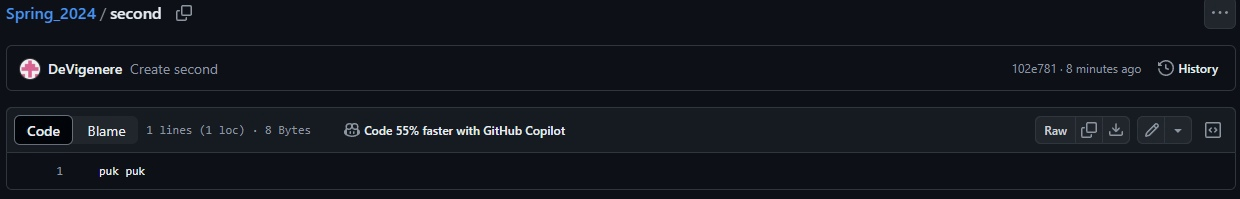 Spring_2024 / second
DeVigenere Create second 102e781 · 8 minutes ago History
Code Blame 1 lines (1 loc) · 8 Bytes Code 55% faster with GitHub Copilot Raw
1 puk puk